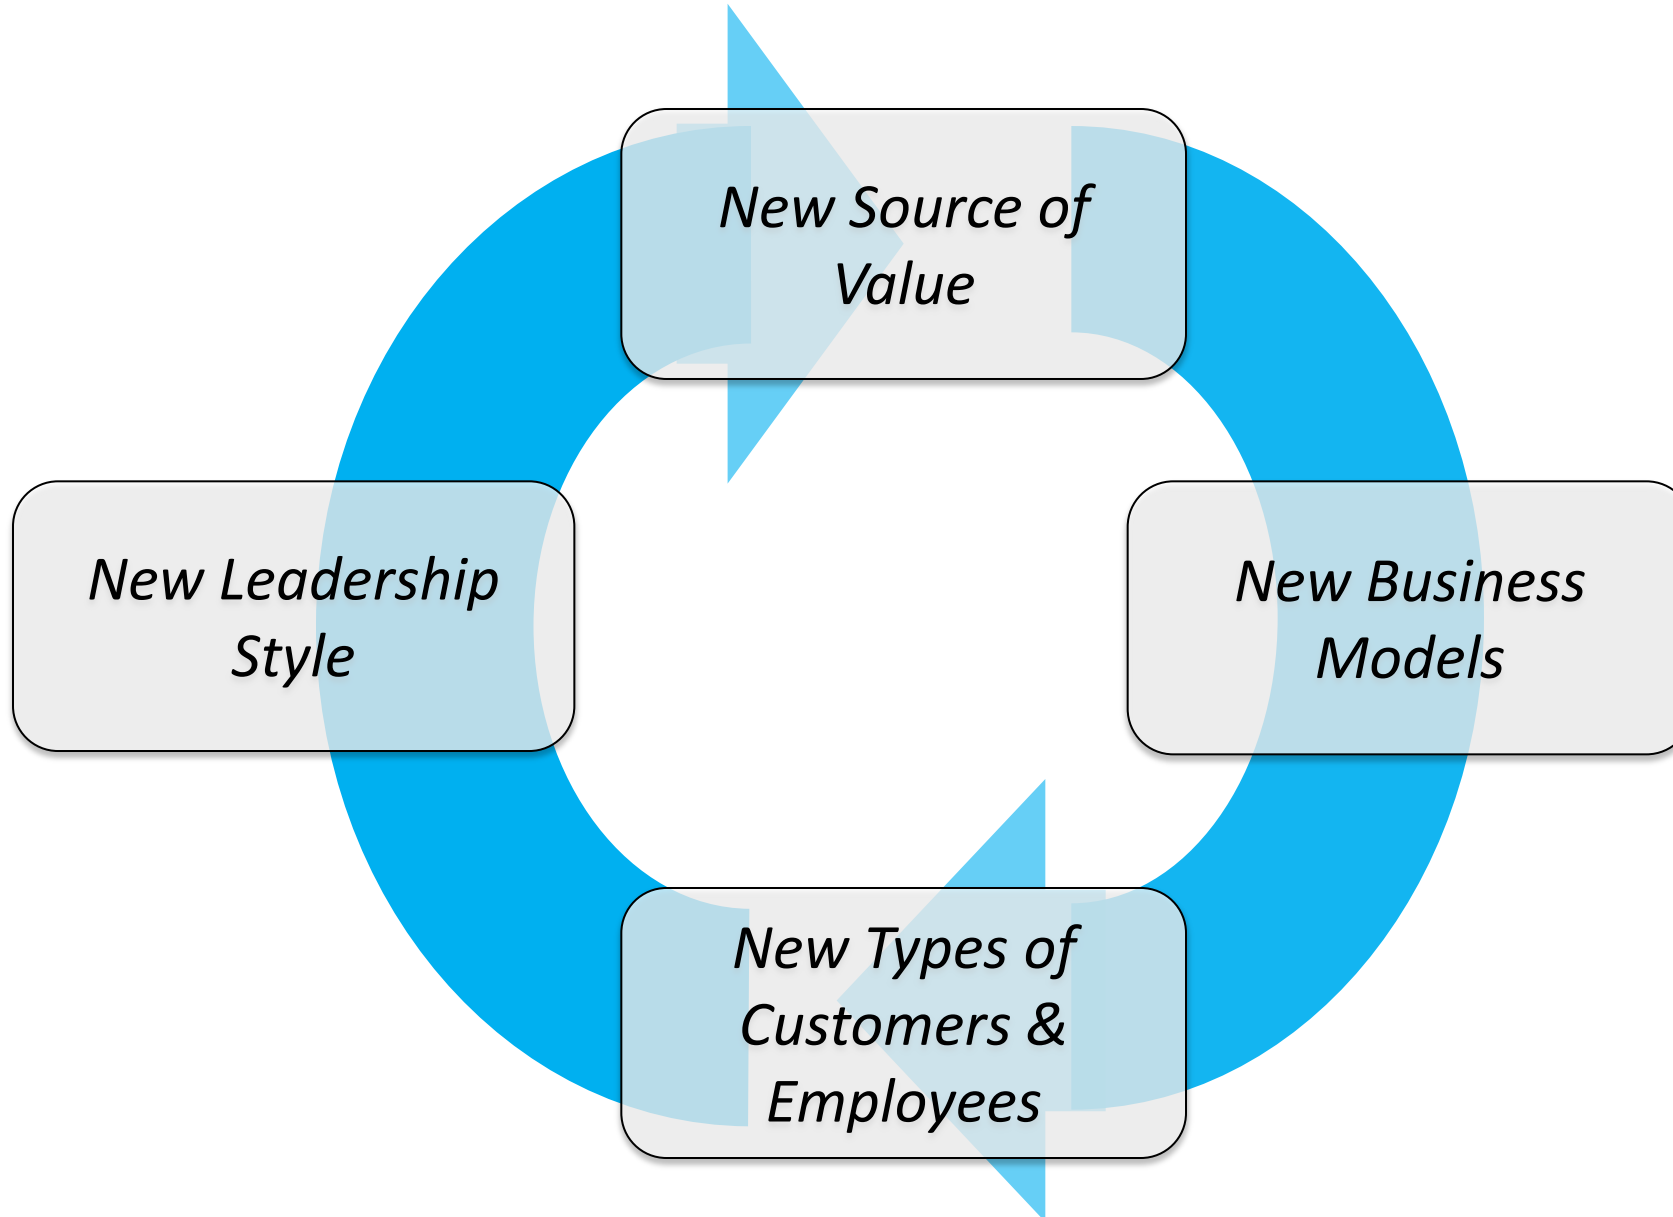 New Source of
Value
New Leadership
Style
New Business
Models
New Types of
Customers &
Employees